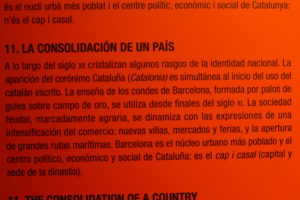 és el nucli urbà més poblat i el centre polític, econòmic i social de Catalunya:
n'és el cap i casal.
11. LA CONSOLIDACIÓN DE UN PAÍS
A lo largo del siglo XI cristalizan algunos rasgos de la identidad nacional. La
aparición del corónimo Cataluña (Catalonia) es simultánea al inicio del uso del
catalán escrito. La enseña de los condes de Barcelona, formada por palos de
gules sobre campo de oro, se utiliza desde finales del siglo XI. La sociedad
feudal, marcadamente agraria, se dinamiza con las expresiones de una
intensificación del comercio: nuevas villas, mercados y ferias, y la apertura
de grandes rutas marítimas. Barcelona es el núcleo urbano más poblado y el
centro político, económico y social de Cataluña: es el cap i casal (capital y
sede de la dinastía).
11. THE CONSOLIDATION OF A COUNTRY